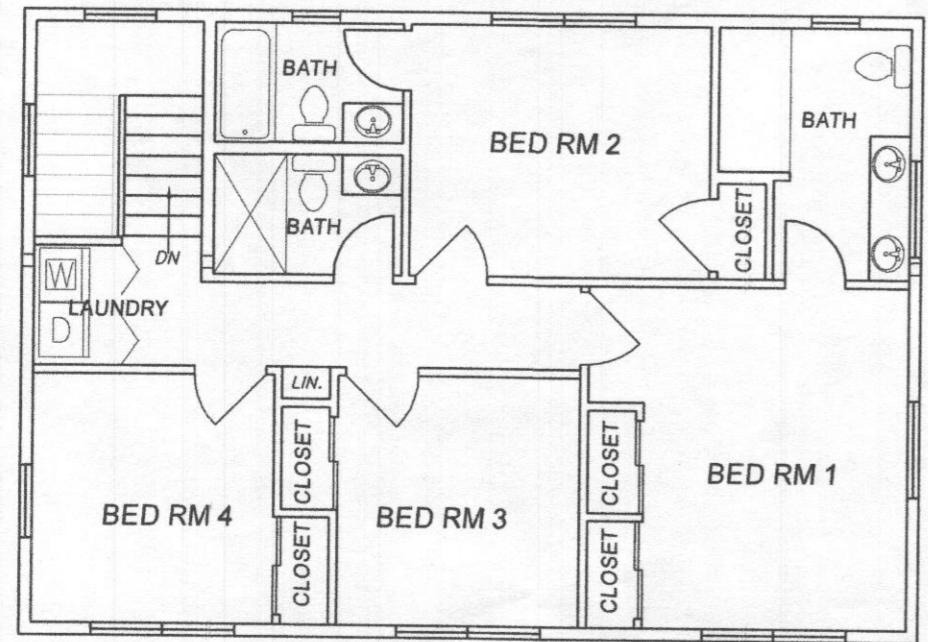 BATH
BED RM 2
BATH
BATH
CLOSET
DN
W
LAUNDRY
D
LIN.
CLOSET
CLOSET
BED RM 4
BED RM 3
BED RM 1
CLOSET
CLOSET